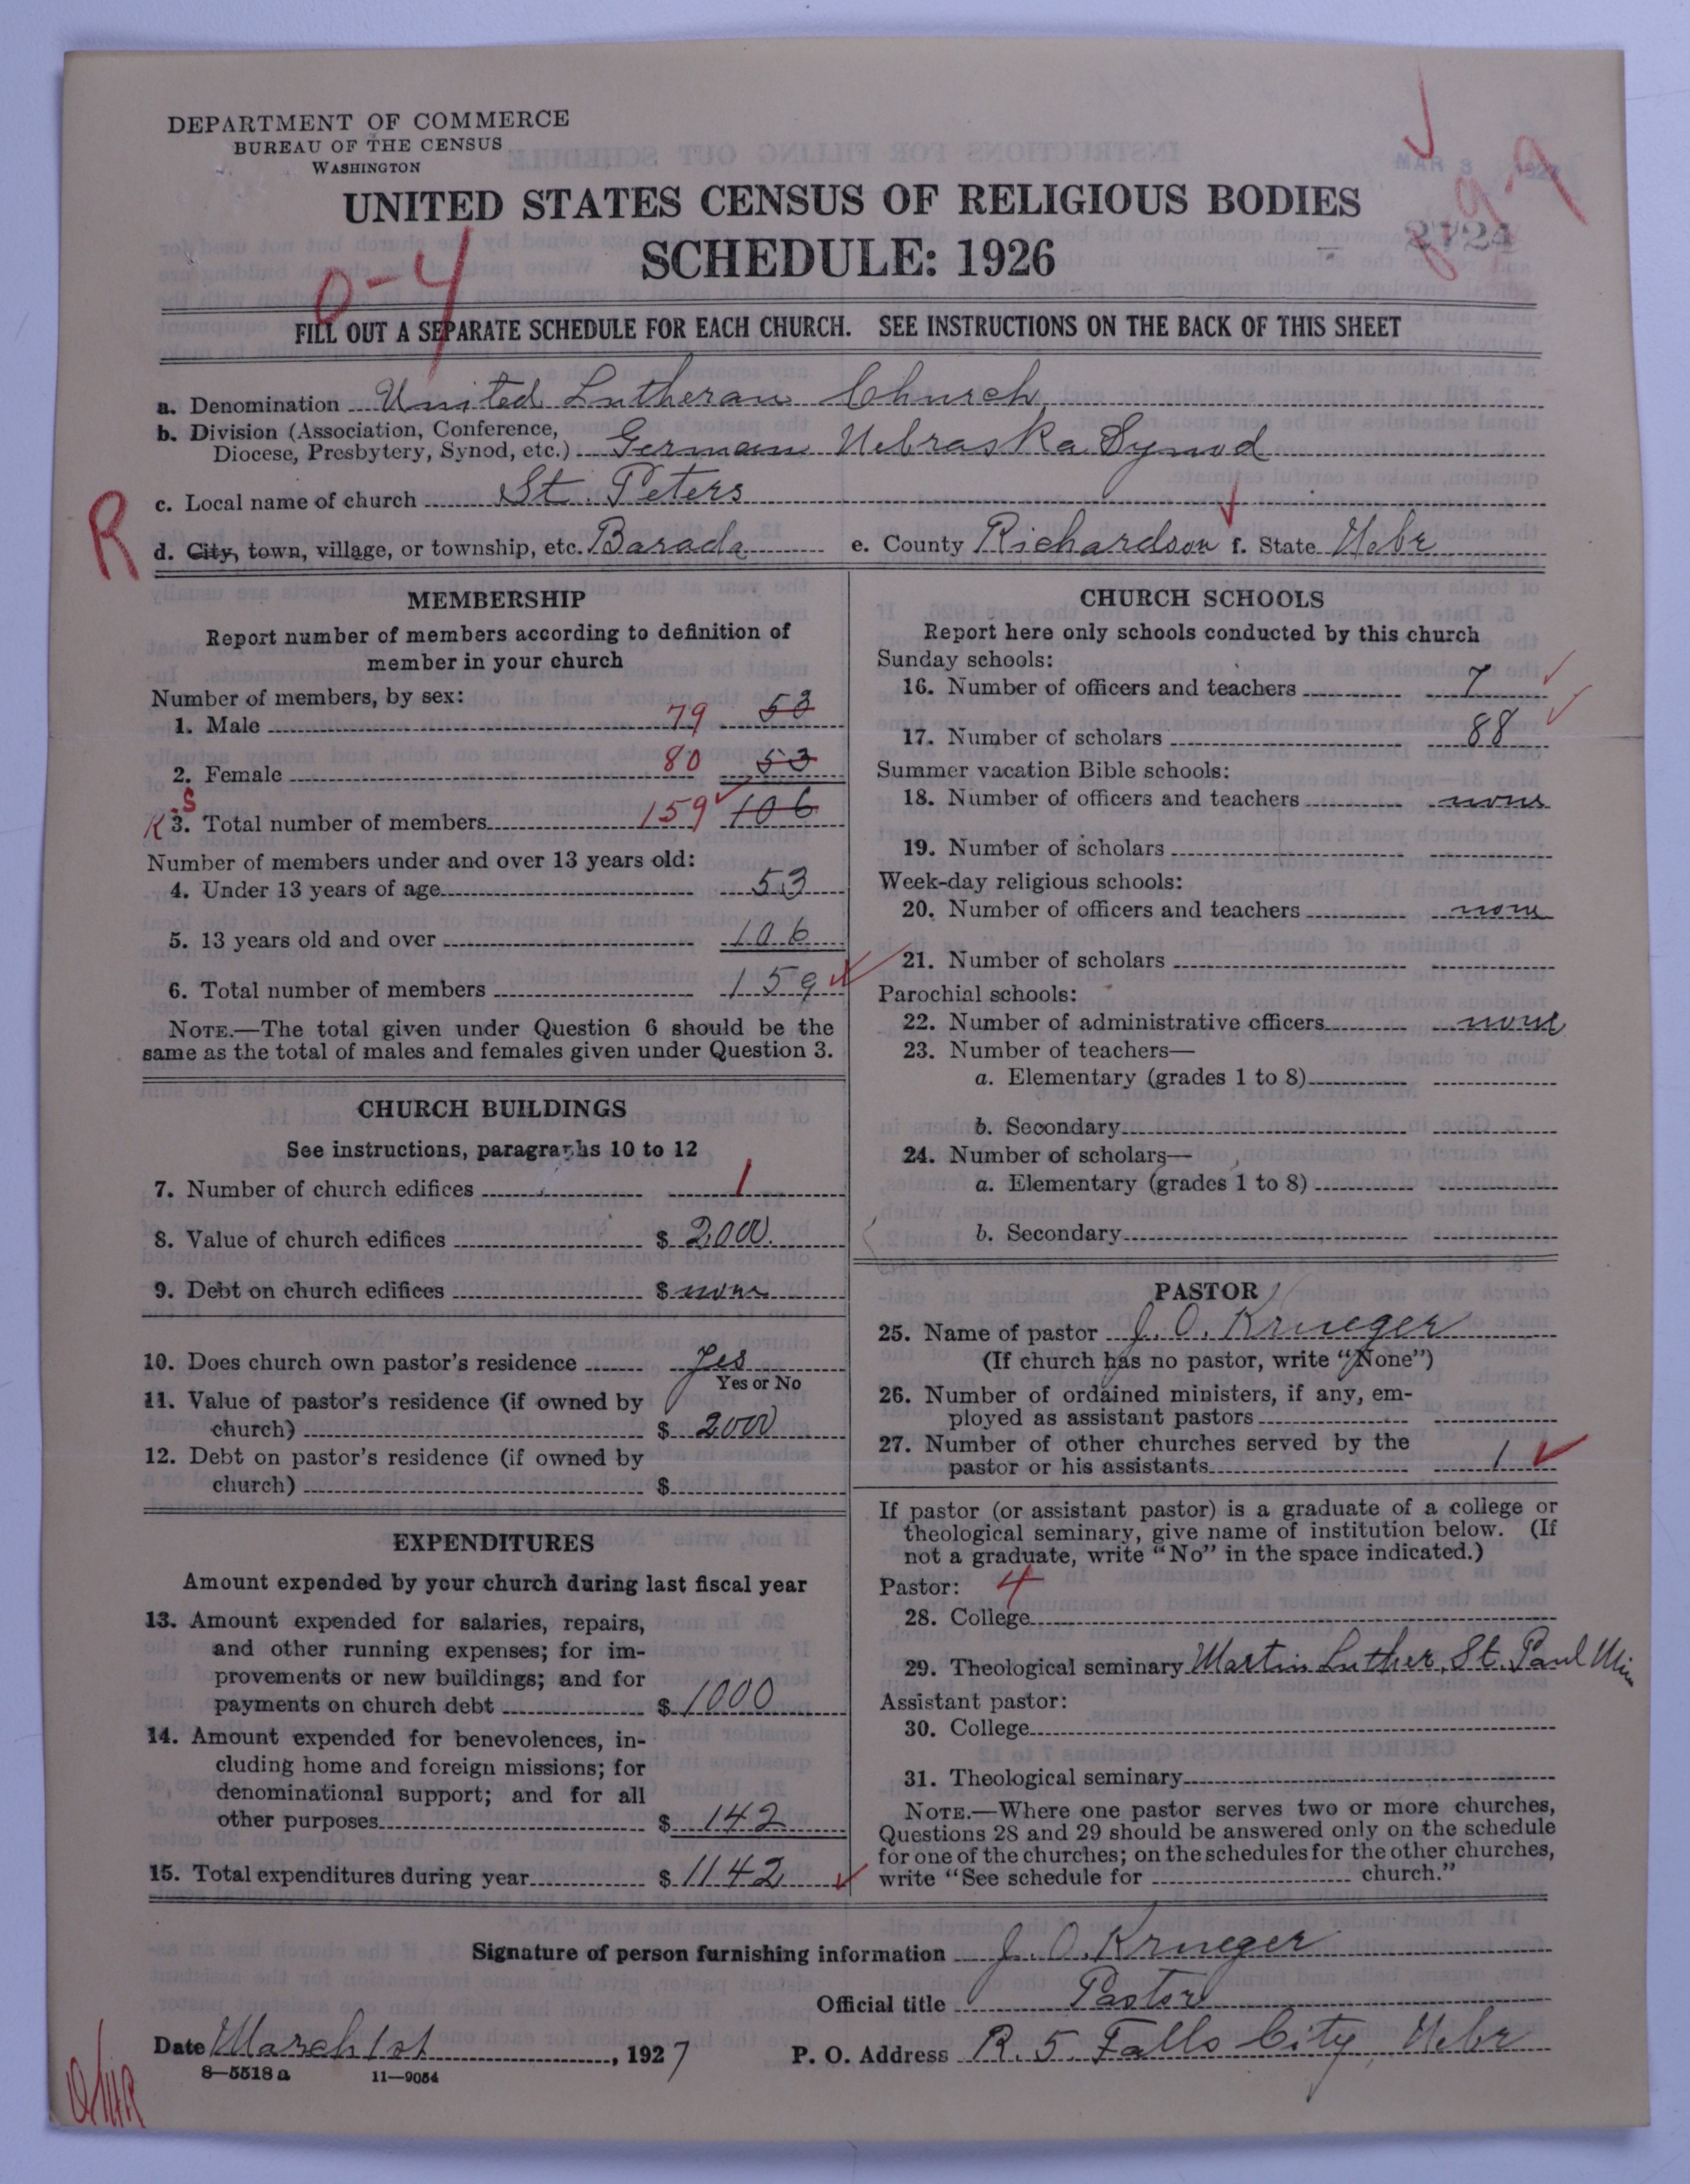 DEPARTMENT OF COMMERCE
BUREAU OF THE CENSUS
WASHINGTON
MAR 3 1927
UNITED STATES CENSUS OF RELIGIOUS BODIES
SCHEDULE: 1926
2724
0-4
FILL OUT A SEPARATE SCHEDULE FOR EACH CHURCH. SEE INSTRUCTIONS ON THE BACK OF THIS SHEET
a. Denomination United Lutheran Church
b. Division (Association, Conference,
Diocese, Presbytery, Synod, etc.) German Nebraska Synod
c. Local name of church St. Peters
R
d. City, town, village, or township, etc. Barada e. County Richardson f. State Nebr
MEMBERSHIP
Report number of members according to definition of
member in your church
Number of members, by sex:
1. Male 79 53
2. Female 80 53
3. Total number of members 159 106
Number of members under and over 13 years old:
4. Under 13 years of age 53
5. 13 years old and over 106
6. Total number of members 159
NOTE.—The total given under Question 6 should be the
same as the total of males and females given under Question 3.
CHURCH BUILDINGS
See instructions, paragraphs 10 to 12
7. Number of church edifices 1
8. Value of church edifices $ 2000.
9. Debt on church edifices $ none
10. Does church own pastor's residence Yes
Yes or No
11. Value of pastor's residence (if owned by
church) $ 2000
12. Debt on pastor's residence (if owned by
church) $
EXPENDITURES
Amount expended by your church during last fiscal year
13. Amount expended for salaries, repairs,
and other running expenses; for im-
provements or new buildings; and for
payments on church debt $ 1000
14. Amount expended for benevolences, in-
cluding home and foreign missions; for
denominational support; and for all
other purposes $ 142
15. Total expenditures during year $ 1142
CHURCH SCHOOLS
Report here only schools conducted by this church
Sunday schools:
16. Number of officers and teachers 7
17. Number of scholars 88
Summer vacation Bible schools:
18. Number of officers and teachers none
19. Number of scholars
Week-day religious schools:
20. Number of officers and teachers none
21. Number of scholars
Parochial schools:
22. Number of administrative officers none
23. Number of teachers—
a. Elementary (grades 1 to 8)
b. Secondary
24. Number of scholars—
a. Elementary (grades 1 to 8)
b. Secondary
PASTOR
25. Name of pastor J. O. Krueger
(If church has no pastor, write "None")
26. Number of ordained ministers, if any, em-
ployed as assistant pastors
27. Number of other churches served by the
pastor or his assistants 1
If pastor (or assistant pastor) is a graduate of a college or
theological seminary, give name of institution below. (If
not a graduate, write "No" in the space indicated.)
Pastor: 4
28. College
29. Theological seminary Martin Luther, St. Paul Min
Assistant pastor:
30. College
31. Theological seminary
NOTE.—Where one pastor serves two or more churches,
Questions 28 and 29 should be answered only on the schedule
for one of the churches; on the schedules for the other churches,
write "See schedule for church."
Signature of person furnishing information J. O. Krueger
Official title Pastor
Date March 1st, 1927 P. O. Address R. 5. Falls City, Nebr
8—5518 a 11—9054